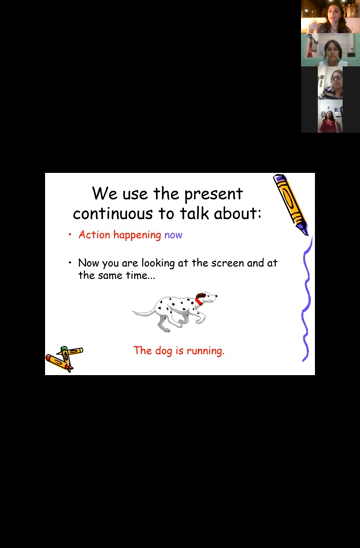 We use the present
continuous to talk about:
• Action happening now
• Now you are looking at the screen and at
the same time...
The dog is running.